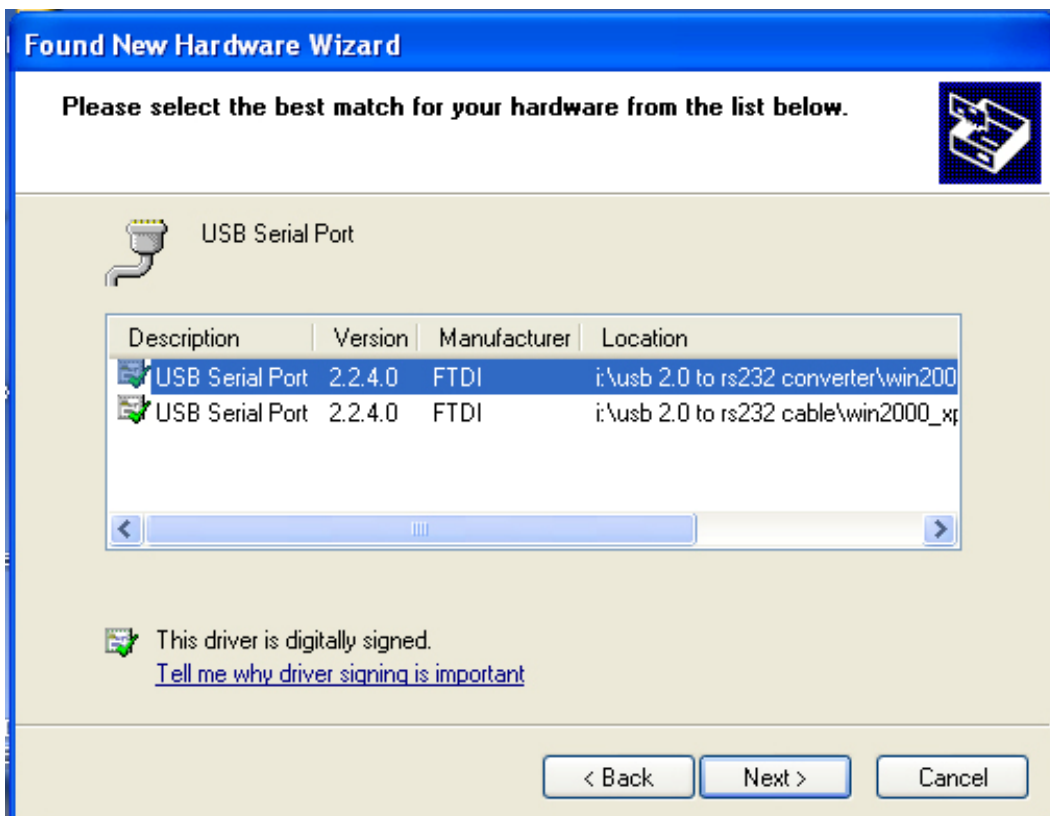 Found New Hardware Wizard
Please select the best match for your hardware from the list below.
USB Serial Port
Description Version Manufacturer Location
USB Serial Port 2.2.4.0 FTDI i:\usb 2.0 to rs232 converter\win200
USB Serial Port 2.2.4.0 FTDI i:\usb 2.0 to rs232 cable\win2000_xp
This driver is digitally signed.
Tell me why driver signing is important
< Back Next > Cancel